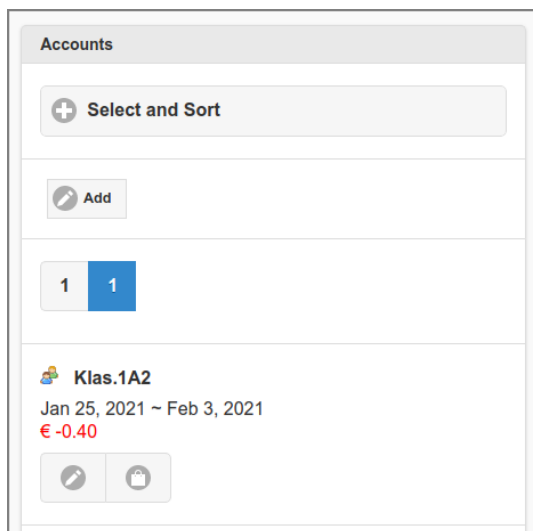 Accounts
Select and Sort
Add
1 1
Klas.1A2
Jan 25, 2021 ~ Feb 3, 2021
€ -0.40